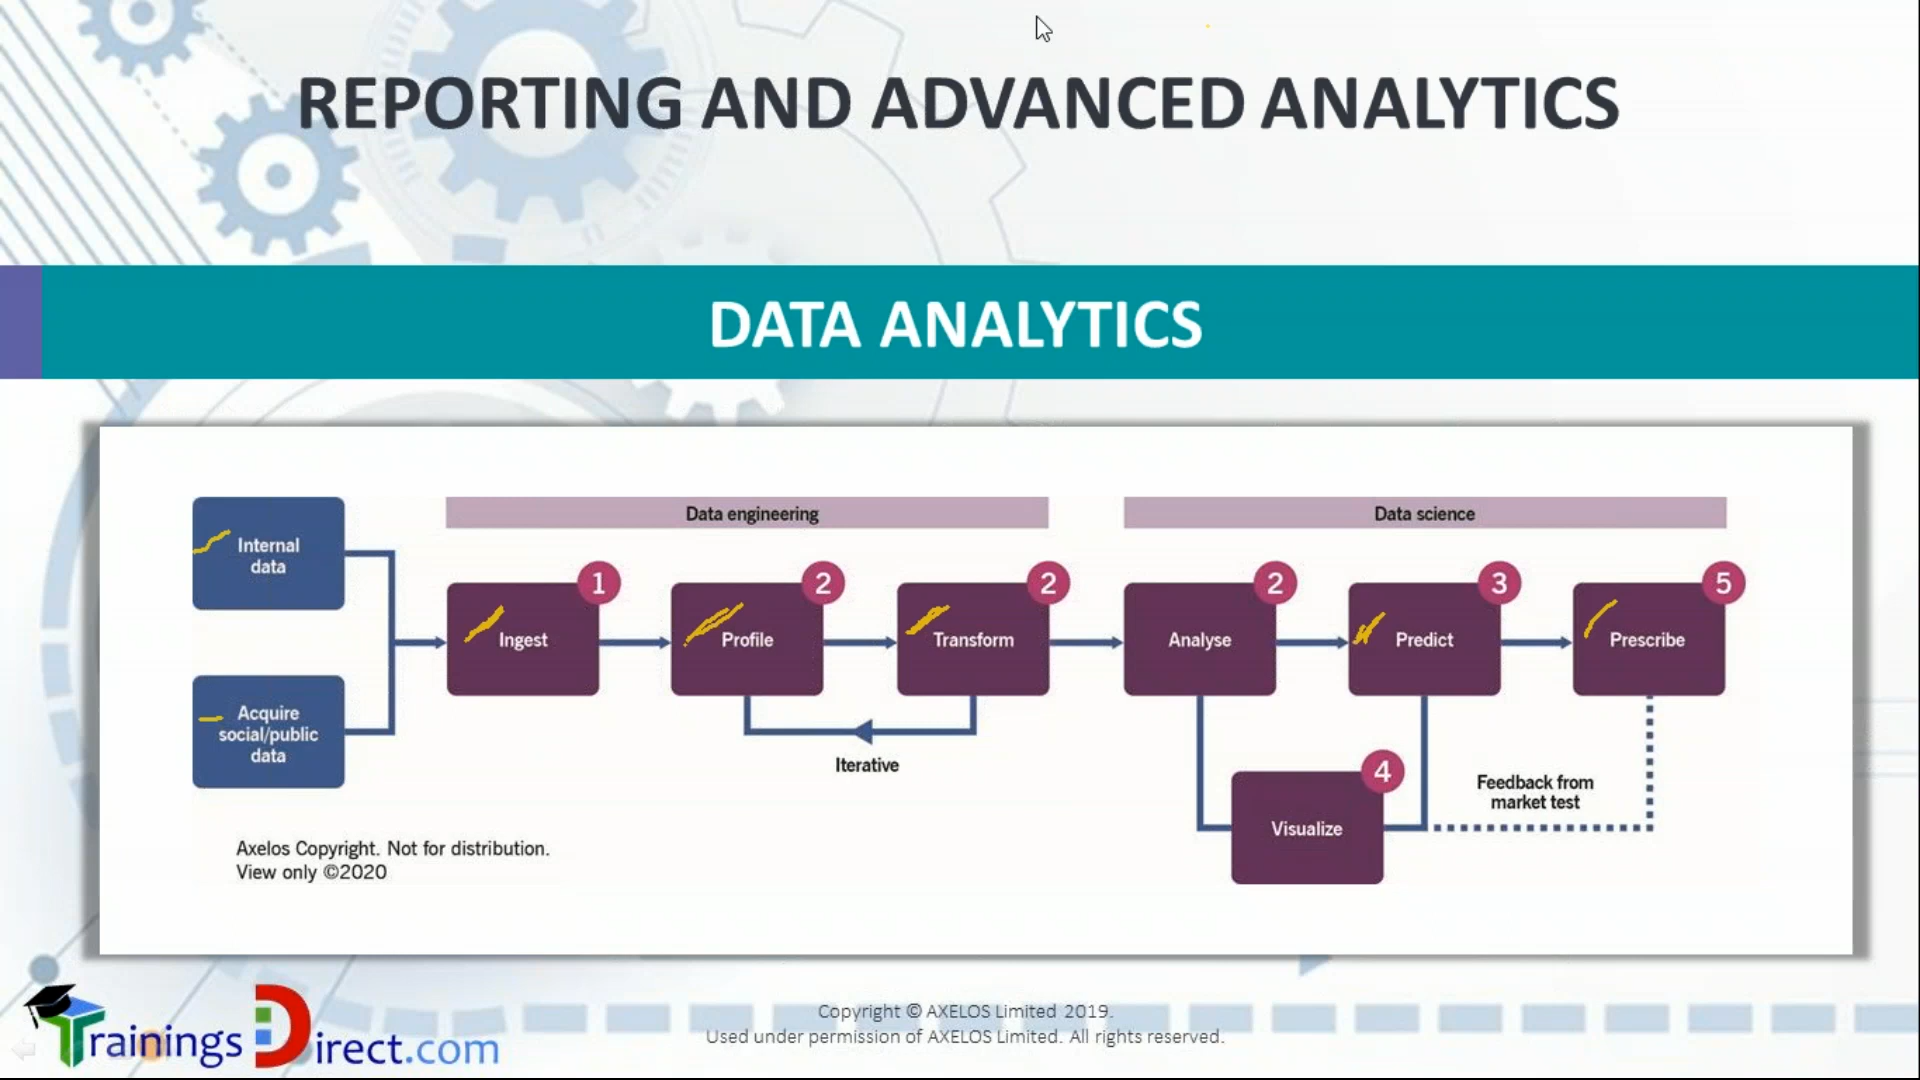 REPORTING AND ADVANCED ANALYTICS
DATA ANALYTICS
Internal
data
Acquire
social/public
data
Data engineering
Data science
1
Ingest
2
Profile
2
Transform
2
Analyse
3
Predict
5
Prescribe
Iterative
4
Visualize
Feedback from
market test
Axelos Copyright. Not for distribution.
View only ©2020
Trainings Direct.com
Copyright © AXELOS Limited 2019.
Used under permission of AXELOS Limited. All rights reserved.